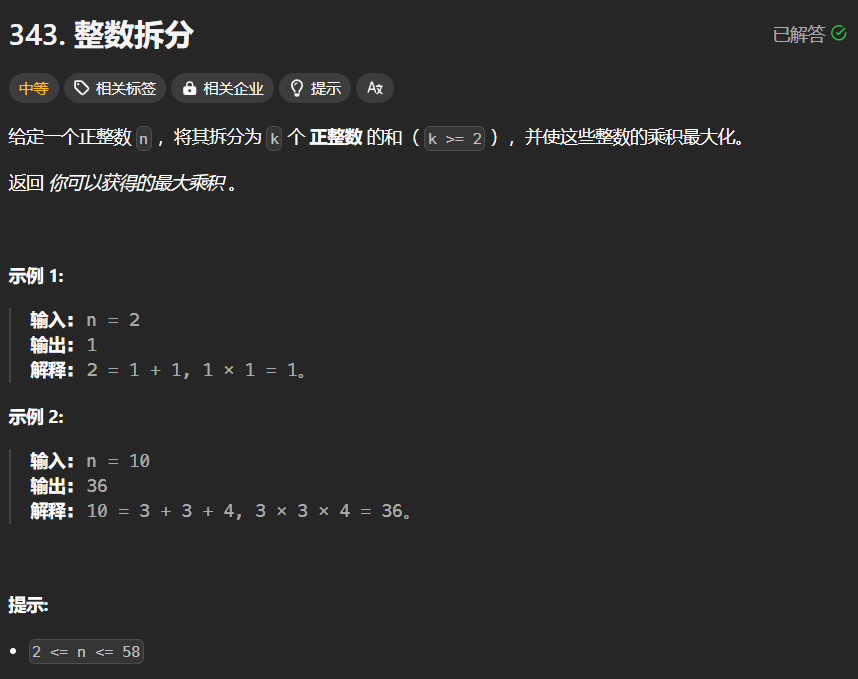 343. 整数拆分
已解答
中等 相关标签 相关企业 提示 Az
给定一个正整数 n ，将其拆分为 k 个 正整数 的和（ k >= 2 ），并使这些整数的乘积最大化。
返回 你可以获得的最大乘积 。
示例 1:
输入: n = 2
输出: 1
解释: 2 = 1 + 1, 1 × 1 = 1。
示例 2:
输入: n = 10
输出: 36
解释: 10 = 3 + 3 + 4, 3 × 3 × 4 = 36。
提示:
2 <= n <= 58